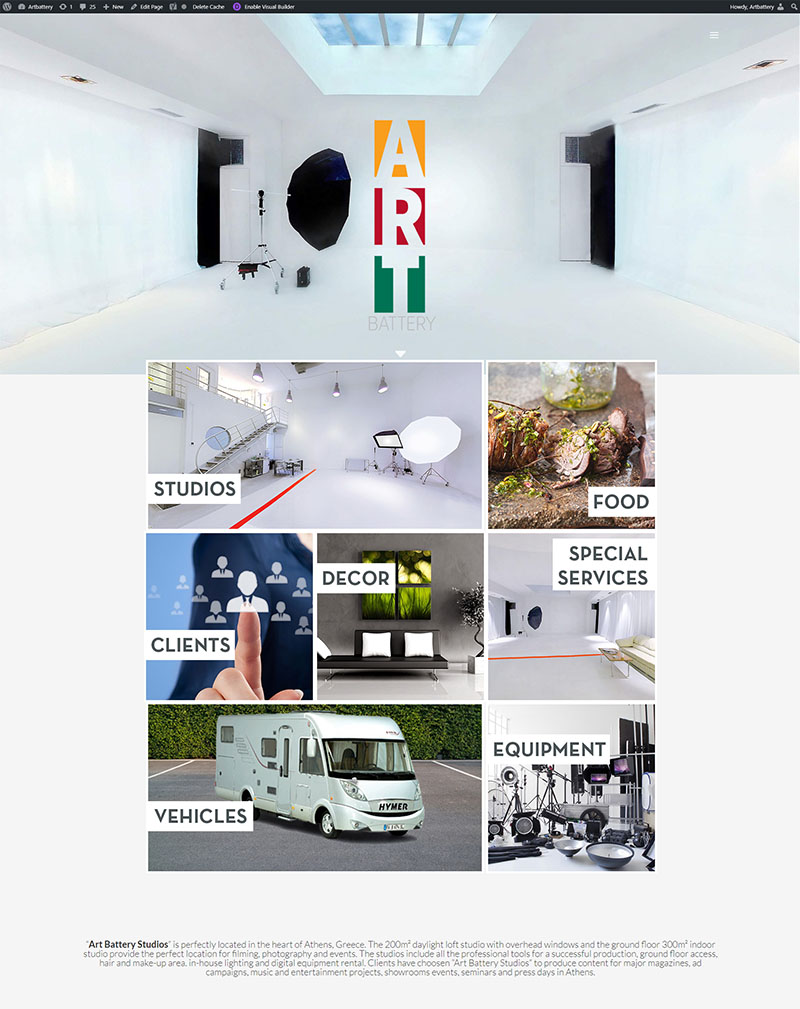 Artbattery 1 25 New Edit Page Delete Cache Enable Visual Builder Howdy, Artbattery
A
R
T
BATTERY
STUDIOS
FOOD
CLIENTS
DECOR
SPECIAL
SERVICES
VEHICLES
HYMER
EQUIPMENT
"Art Battery Studios" is perfectly located in the heart of Athens, Greece. The 200m² daylight loft studio with overhead windows and the ground floor 300m² indoor
studio provide the perfect location for filming, photography and events. The studios include all the professional tools for a successful production, ground floor access,
hair and make-up area, in-house lighting and digital equipment rental. Clients have choosen "Art Battery Studios" to produce content for major magazines, ad
campaigns, music and entertainment projects, showrooms events, seminars and press days in Athens.